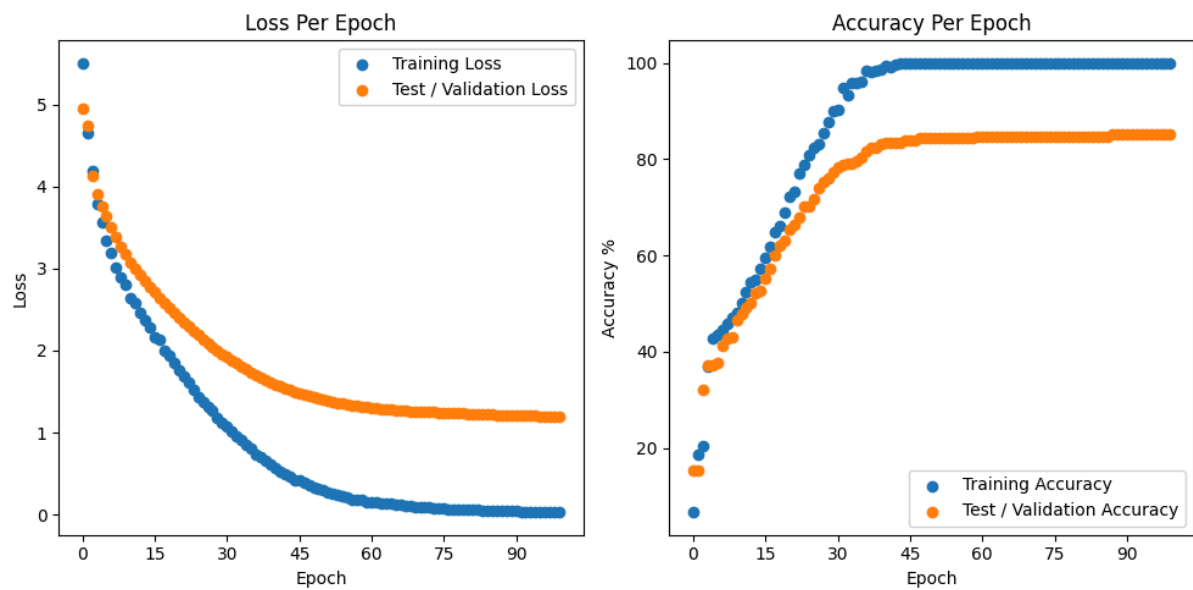 Loss Per Epoch
Training Loss
Test / Validation Loss
5
4
3
2
1
0
Loss
0 15 30 45 60 75 90
Epoch
Accuracy Per Epoch
100
80
60
40
20
Accuracy %
Training Accuracy
Test / Validation Accuracy
0 15 30 45 60 75 90
Epoch